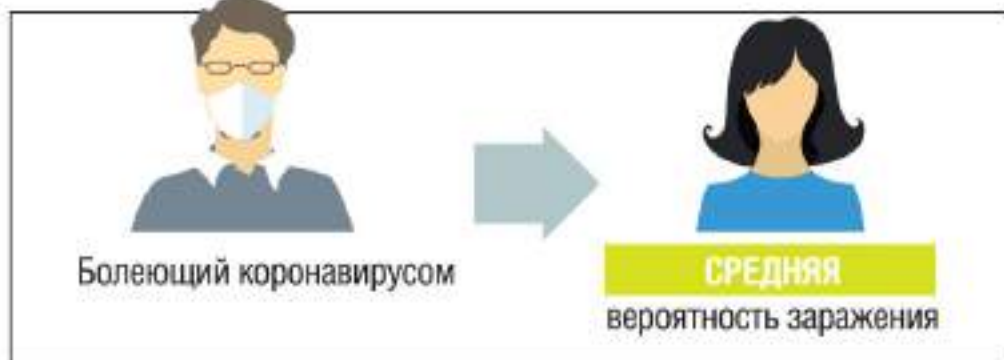 Болеющий коронавирусом
СРЕДНЯЯ
вероятность заражения